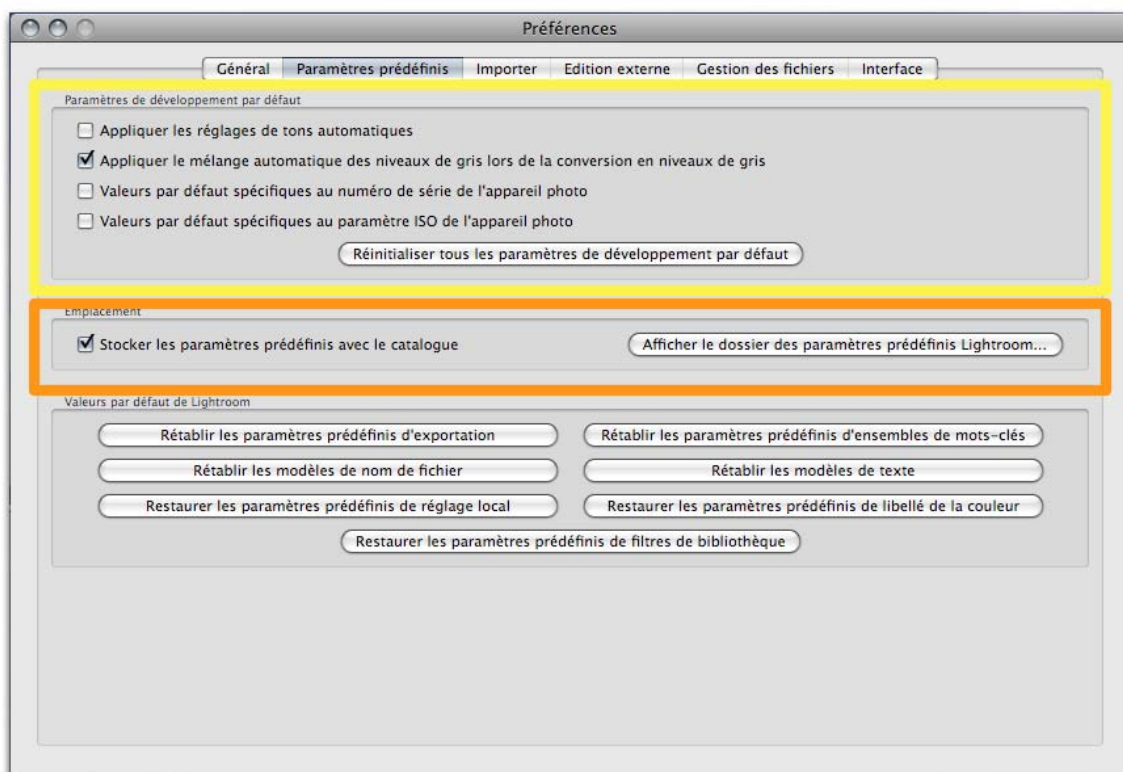 Préférences
Général Paramètres prédéfinis Importer Edition externe Gestion des fichiers Interface
Paramètres de développement par défaut
Appliquer les réglages de tons automatiques
Appliquer le mélange automatique des niveaux de gris lors de la conversion en niveaux de gris
Valeurs par défaut spécifiques au numéro de série de l'appareil photo
Valeurs par défaut spécifiques au paramètre ISO de l'appareil photo
Réinitialiser tous les paramètres de développement par défaut
Emplacement
Stocker les paramètres prédéfinis avec le catalogue Afficher le dossier des paramètres prédéfinis Lightroom...
Valeurs par défaut de Lightroom
Rétablir les paramètres prédéfinis d'exportation Rétablir les paramètres prédéfinis d'ensembles de mots-clés
Rétablir les modèles de nom de fichier Rétablir les modèles de texte
Restaurer les paramètres prédéfinis de réglage local Restaurer les paramètres prédéfinis de libellé de la couleur
Restaurer les paramètres prédéfinis de filtres de bibliothèque